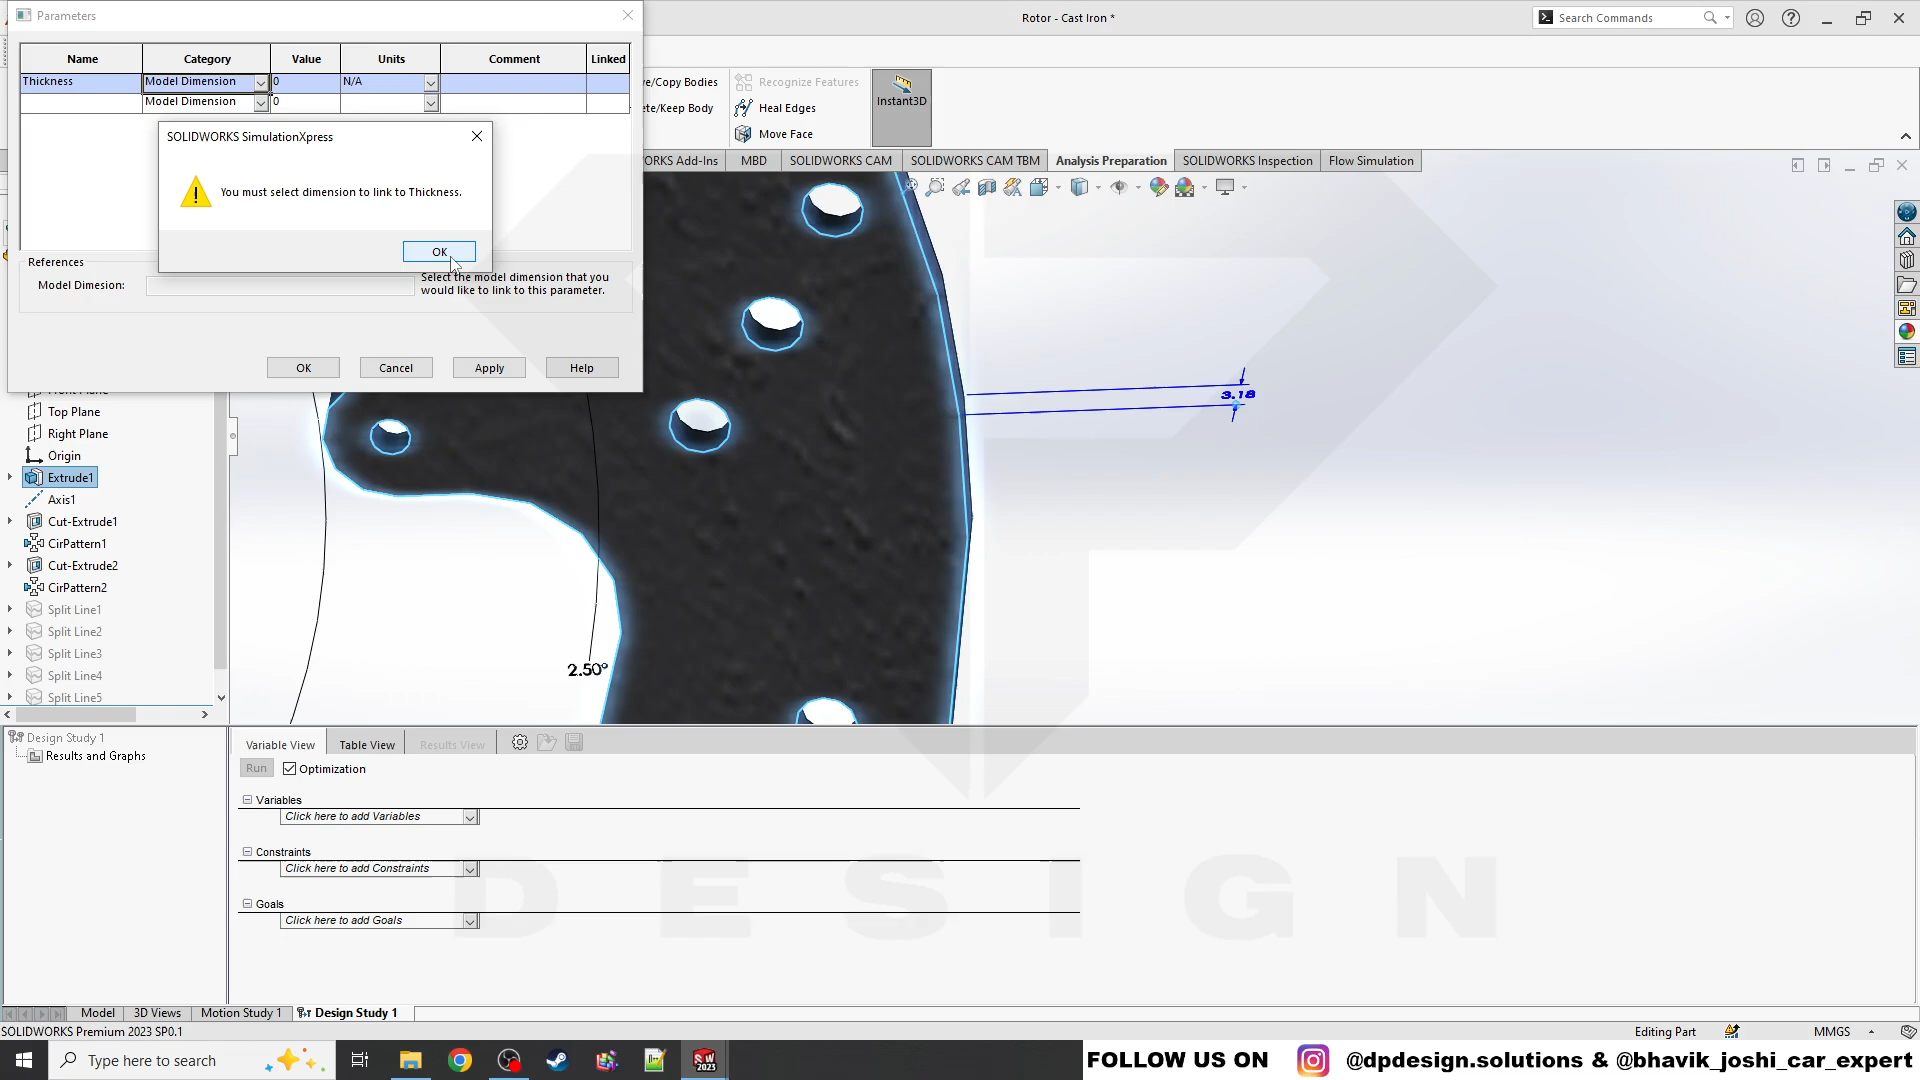 Parameters
Rotor - Cast Iron *
Search Commands
Name Category Value Units Comment Linked
Thickness Model Dimension 0 N/A
Model Dimension 0
SOLIDWORKS SimulationXpress
You must select dimension to link to Thickness.
OK
References
Model Dimesion:
Select the model dimension that you
would like to link to this parameter.
OK Cancel Apply Help
ve/Copy Bodies
ete/Keep Body
Recognize Features
Heal Edges
Move Face
Instant3D
ORKS Add-Ins MBD SOLIDWORKS CAM SOLIDWORKS CAM TBM Analysis Preparation SOLIDWORKS Inspection Flow Simulation
Top Plane
Right Plane
Origin
Extrude1
Axis1
Cut-Extrude1
CirPattern1
Cut-Extrude2
CirPattern2
Split Line1
Split Line2
Split Line3
Split Line4
Split Line5
3.18
2.50°
Design Study 1
Results and Graphs
Variable View Table View Results View
Run Optimization
Variables
Click here to add Variables
Constraints
Click here to add Constraints
Goals
Click here to add Goals
DESIGN
Model 3D Views Motion Study 1 Design Study 1
SOLIDWORKS Premium 2023 SP0.1
Editing Part
MMGS
Type here to search
SW
2023
FOLLOW US ON @dpdesign.solutions & @bhavik_joshi_car_expert